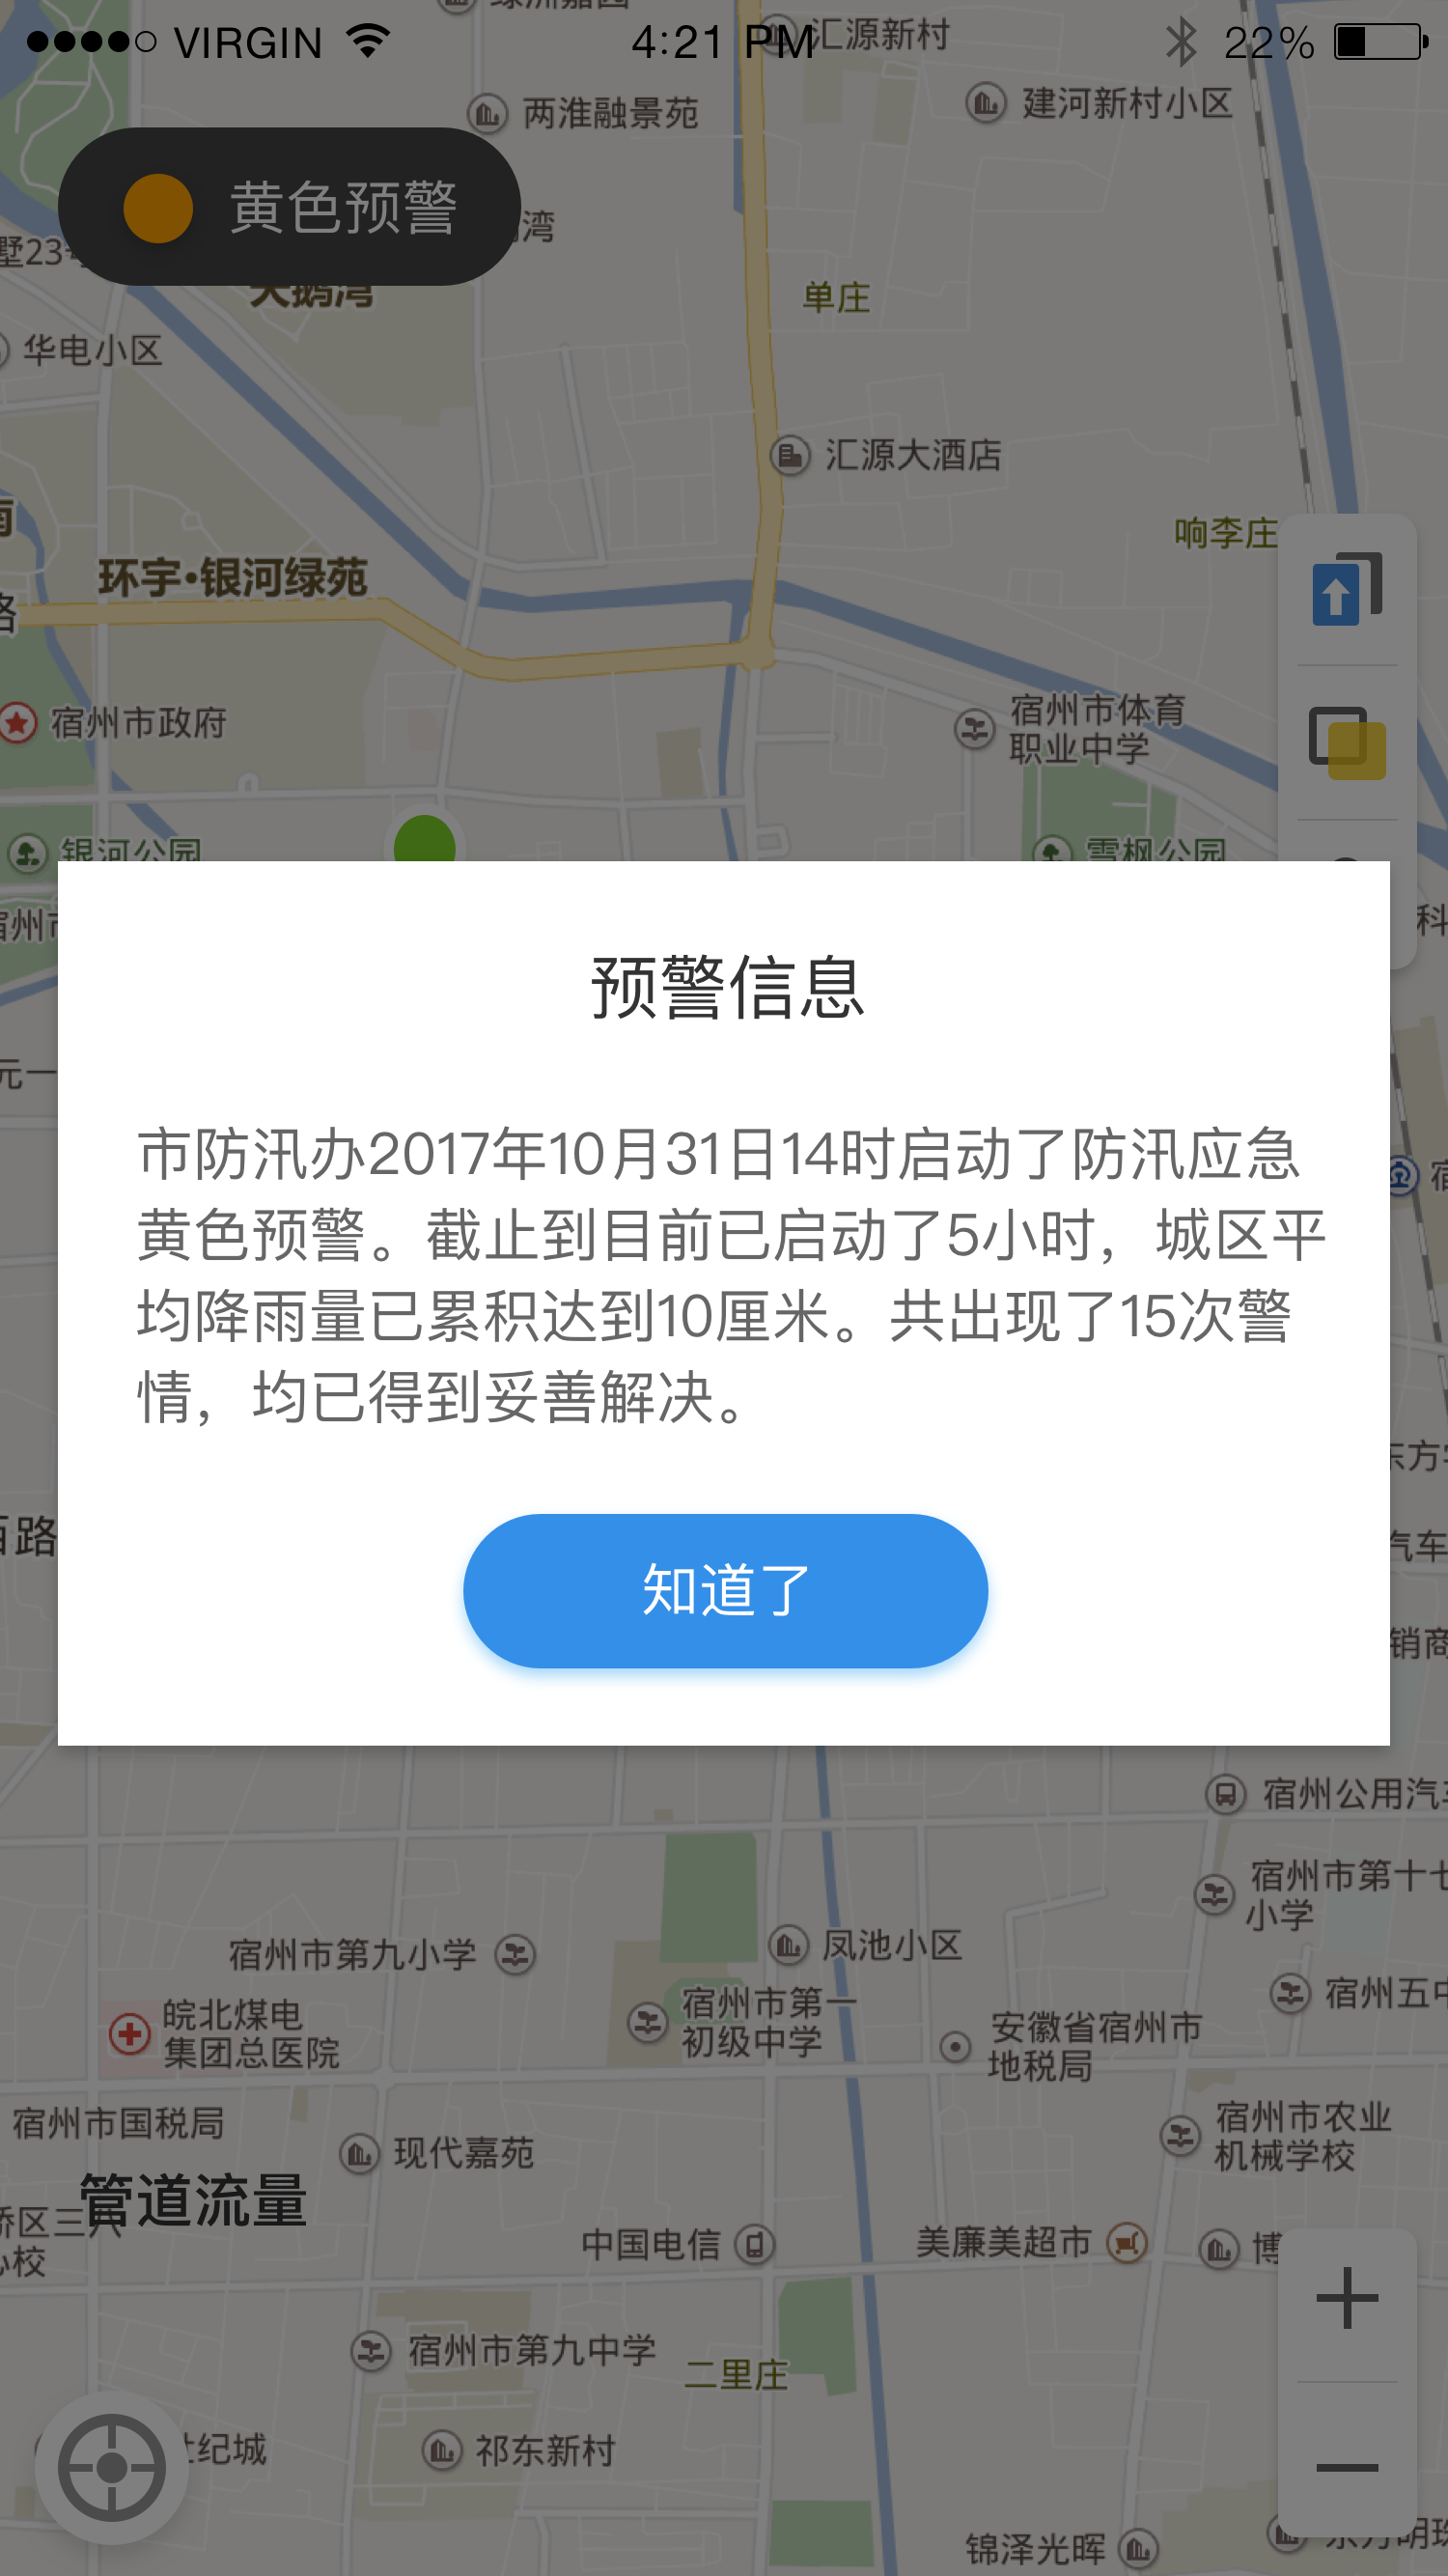 VIRGIN 4:21 PM 22%
汇源新村
两淮融景苑
建河新村小区
黄色预警
单庄
华电小区
汇源大酒店
响李庄
环宇·银河绿苑
宿州市体育
职业中学
宿州市政府
银河公园
雪枫公园
预警信息
市防汛办2017年10月31日14时启动了防汛应急
黄色预警。截止到目前已启动了5小时，城区平
均降雨量已累积达到10厘米。共出现了15次警
情，均已得到妥善解决。
知道了
宿州公用汽
宿州市第十七
小学
宿州市第九小学
凤池小区
宿州五中
皖北煤电
集团总医院
宿州市第一
初级中学
安徽省宿州市
地税局
宿州市国税局
现代嘉苑
宿州市农业
机械学校
管道流量
中国电信
美廉美超市
博
宿州市第九中学
二里庄
世纪城
祁东新村
锦泽光晖